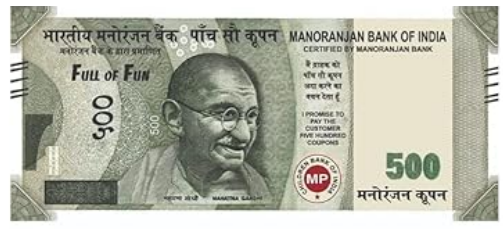 भारतीय मनोरंजन बैंक पाँच सौ कूपन MANORANJAN BANK OF INDIA
मनोरंजन बैंक के द्वारा प्रमाणित CERTIFIED BY MANORANJAN BANK
FULL OF FUN
मैं ग्राहक को
पाँच सौ कूपन
अदा करने का
वचन देता हूँ
500
500
I PROMISE TO
PAY THE
CUSTOMER
FIVE HUNDRED
COUPONS
CHILDREN BANK OF INDIA
MP
500
मनोरंजन कूपन
महात्मा गांधी MAHATMA GANDHI